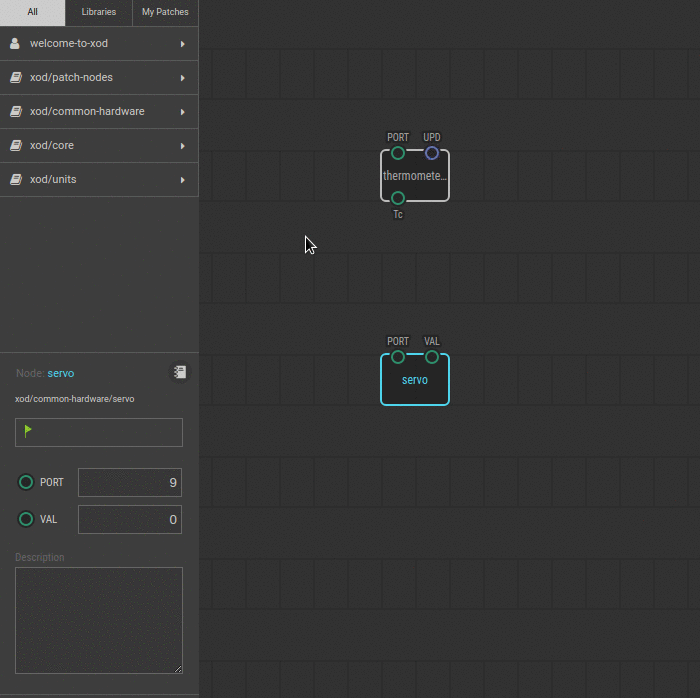 All Libraries My Patches
welcome-to-xod
xod/patch-nodes
xod/common-hardware
xod/core
xod/units
PORT UPD
thermomete...
Tc
PORT VAL
servo
Node: servo
xod/common-hardware/servo
PORT 9
VAL 0
Description